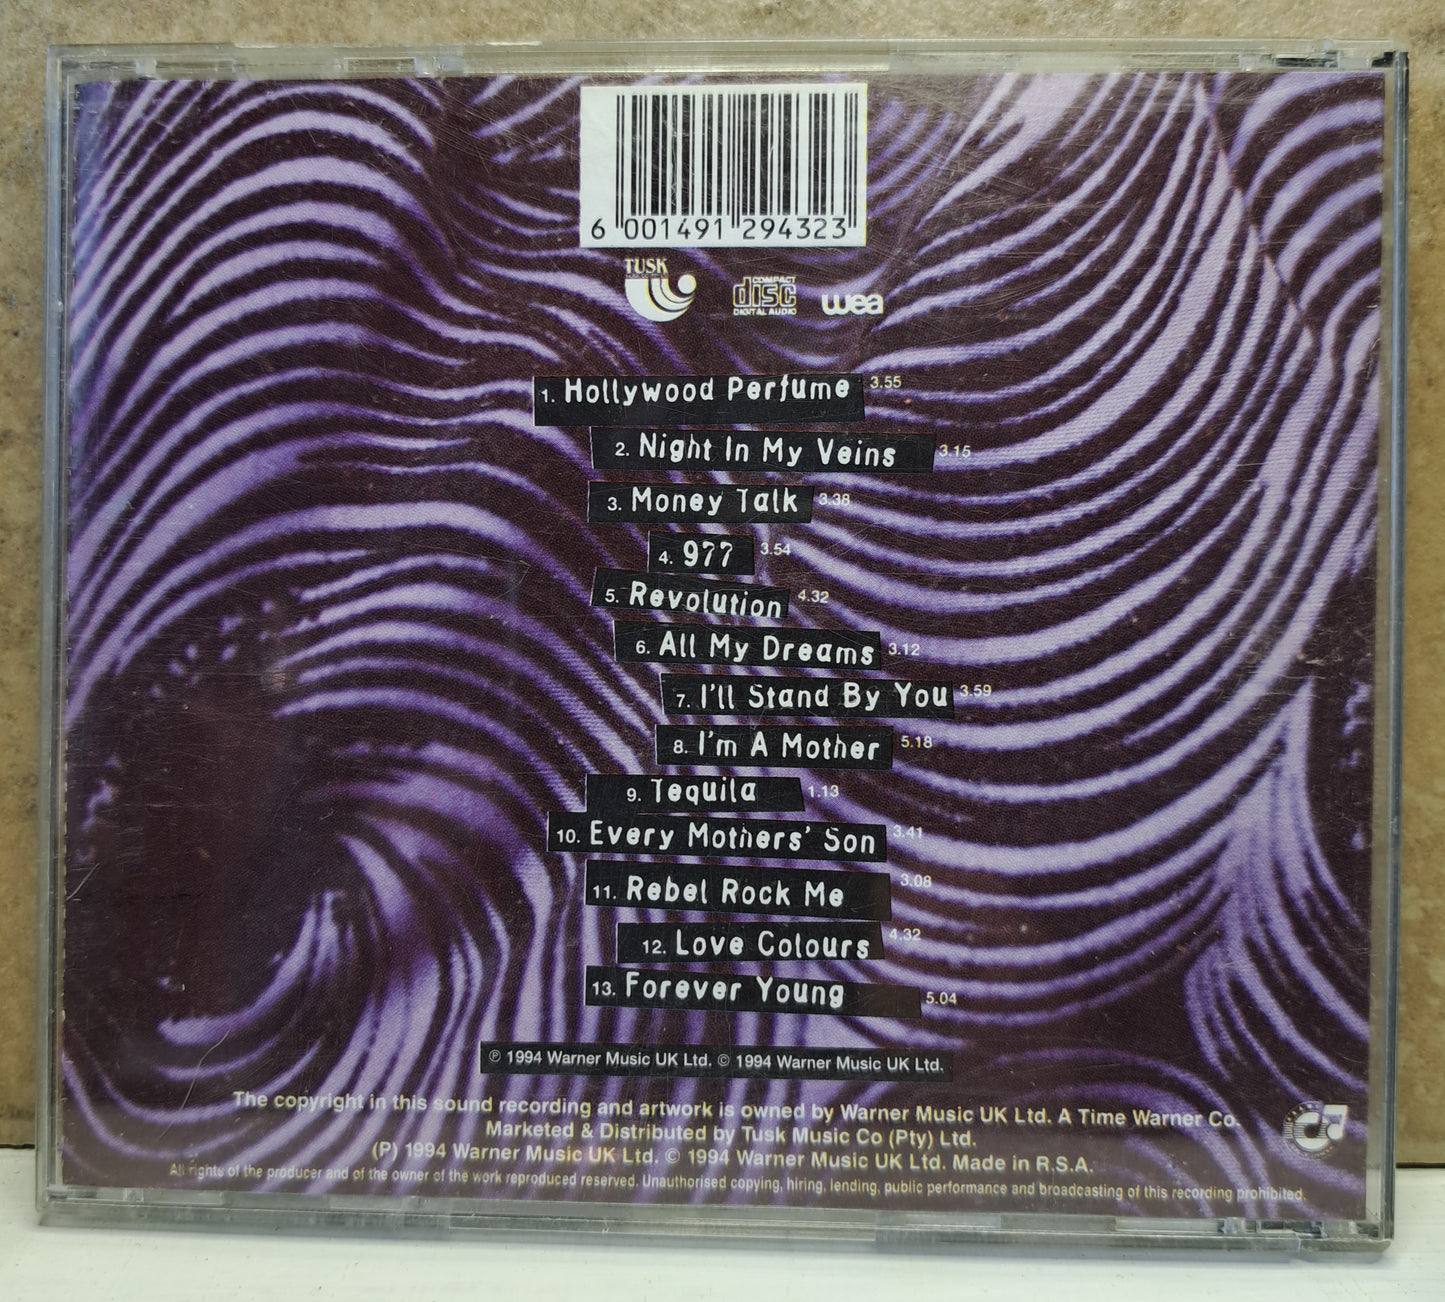 6 001491 294323
TUSK
COMPACT
disc
DIGITAL AUDIO
wea
1. Hollywood Perfume 3.55
2. Night In My Veins 3.15
3. Money Talk 3.38
4. 977 3.54
5. Revolution 4.32
6. All My Dreams 3.12
7. I'll Stand By You 3.59
8. I'm A Mother 5.18
9. Tequila 1.13
10. Every Mothers' Son 3.41
11. Rebel Rock Me 3.08
12. Love Colours 4.32
13. Forever Young 5.04
℗ 1994 Warner Music UK Ltd. © 1994 Warner Music UK Ltd.
The copyright in this sound recording and artwork is owned by Warner Music UK Ltd. A Time Warner Co.
Marketed & Distributed by Tusk Music Co (Pty) Ltd.
(P) 1994 Warner Music UK Ltd. © 1994 Warner Music UK Ltd. Made in R.S.A.
All rights of the producer and of the owner of the work reproduced reserved. Unauthorised copying, hiring, lending, public performance and broadcasting of this recording prohibited.